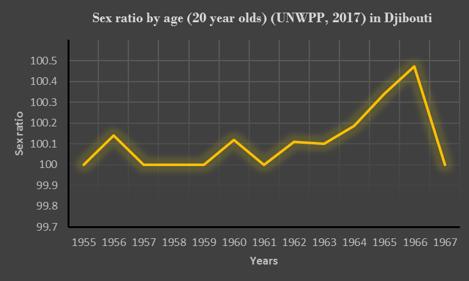 Sex ratio by age (20 year olds) (UNWPP, 2017) in Djibouti
Sex ratio
100.5
100.4
100.3
100.2
100.1
100
99.9
99.8
99.7
1955 1956 1957 1958 1959 1960 1961 1962 1963 1964 1965 1966 1967
Years